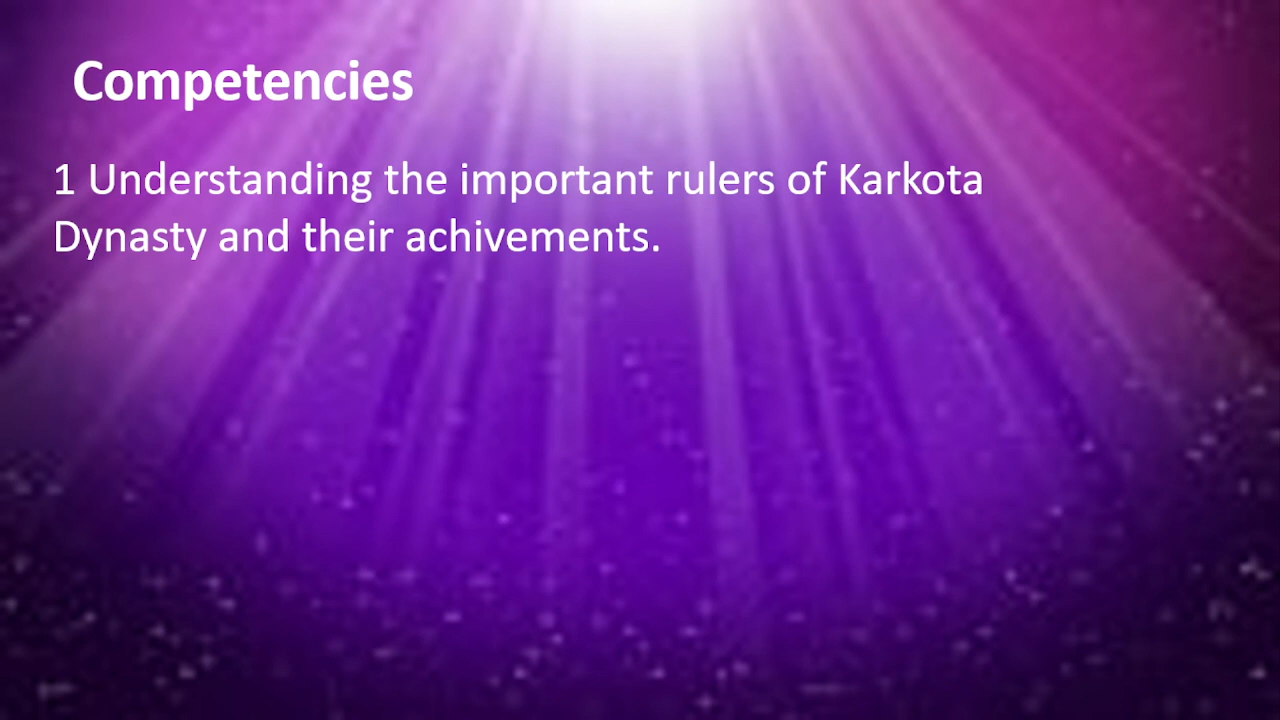 Competencies
1 Understanding the important rulers of Karkota
Dynasty and their achivements.